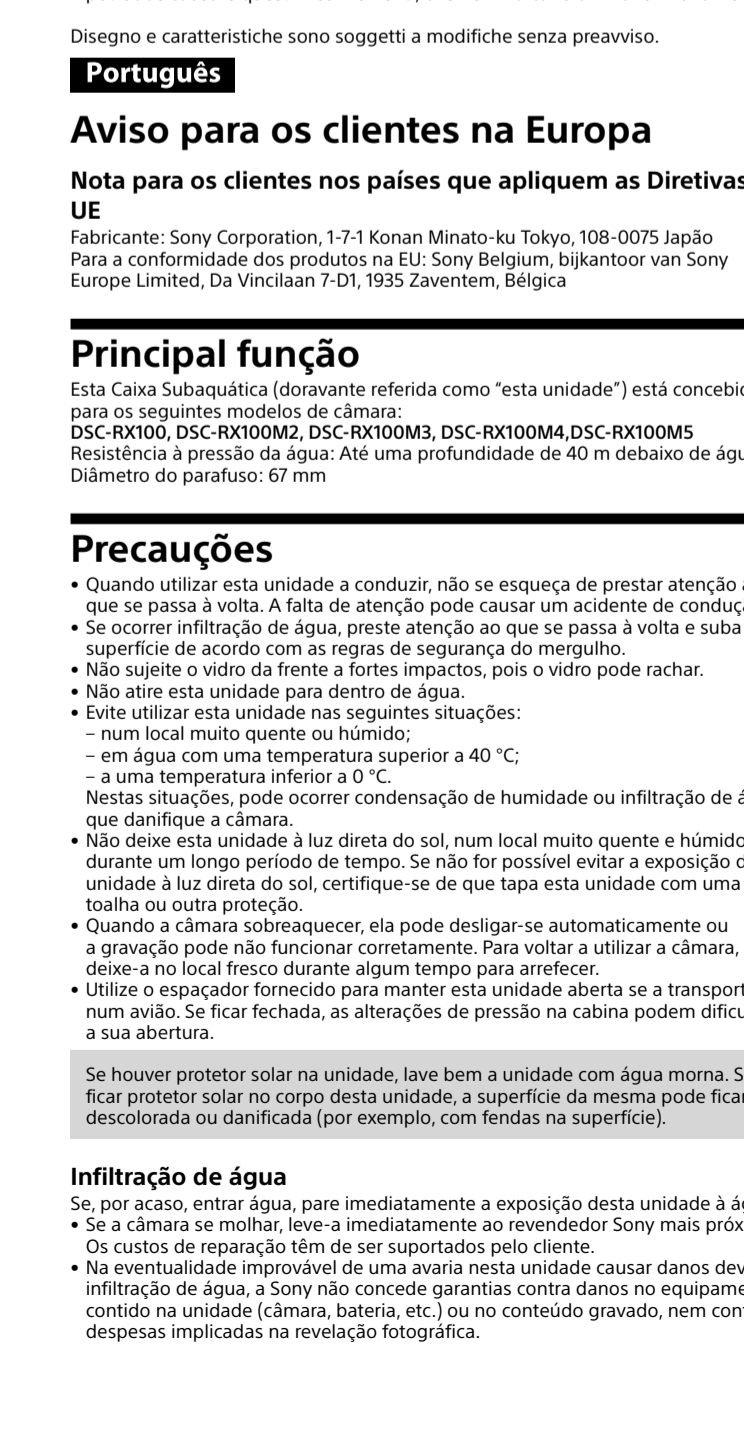 Disegno e caratteristiche sono soggetti a modifiche senza preavviso.
Português
Aviso para os clientes na Europa
Nota para os clientes nos países que apliquem as Diretivas
UE
Fabricante: Sony Corporation, 1-7-1 Konan Minato-ku Tokyo, 108-0075 Japão
Para a conformidade dos produtos na EU: Sony Belgium, bijkantoor van Sony
Europe Limited, Da Vincilaan 7-D1, 1935 Zaventem, Bélgica
Principal função
Esta Caixa Subaquática (doravante referida como “esta unidade”) está
para os seguintes modelos de câmara:
DSC-RX100, DSC-RX100M2, DSC-RX100M3, DSC-RX100M4,DSC-RX100M5
Resistência à pressão da água: Até uma profundidade de 40 m debaixo de
Diâmetro do parafuso: 67 mm
Precauções
• Quando utilizar esta unidade a conduzir, não se esqueça de prestar atenção
que se passa à volta. A falta de atenção pode causar um acidente de
• Se ocorrer infiltração de água, preste atenção ao que se passa à volta e suba
superfície de acordo com as regras de segurança do mergulho.
• Não sujeite o vidro da frente a fortes impactos, pois o vidro pode rachar.
• Não atire esta unidade para dentro de água.
• Evite utilizar esta unidade nas seguintes situações:
– num local muito quente ou húmido;
– em água com uma temperatura superior a 40 °C;
– a uma temperatura inferior a 0 °C.
Nestas situações, pode ocorrer condensação de humidade ou infiltração de
que danifique a câmara.
• Não deixe esta unidade à luz direta do sol, num local muito quente e húmido
durante um longo período de tempo. Se não for possível evitar a exposição
unidade à luz direta do sol, certifique-se de que tapa esta unidade com uma
toalha ou outra proteção.
• Quando a câmara sobreaquecer, ela pode desligar-se automaticamente ou
a gravação pode não funcionar corretamente. Para voltar a utilizar a câmara,
deixe-a no local fresco durante algum tempo para arrefecer.
• Utilize o espaçador fornecido para manter esta unidade aberta se a
num avião. Se ficar fechada, as alterações de pressão na cabina podem
a sua abertura.
Se houver protetor solar na unidade, lave bem a unidade com água morna.
ficar protetor solar no corpo desta unidade, a superfície da mesma pode ficar
descolorada ou danificada (por exemplo, com fendas na superfície).
Infiltração de água
Se, por acaso, entrar água, pare imediatamente a exposição desta unidade à
• Se a câmara se molhar, leve-a imediatamente ao revendedor Sony mais
Os custos de reparação têm de ser suportados pelo cliente.
• Na eventualidade improvável de uma avaria nesta unidade causar danos
infiltração de água, a Sony não concede garantias contra danos no
contido na unidade (câmara, bateria, etc.) ou no conteúdo gravado, nem
despesas implicadas na revelação fotográfica.